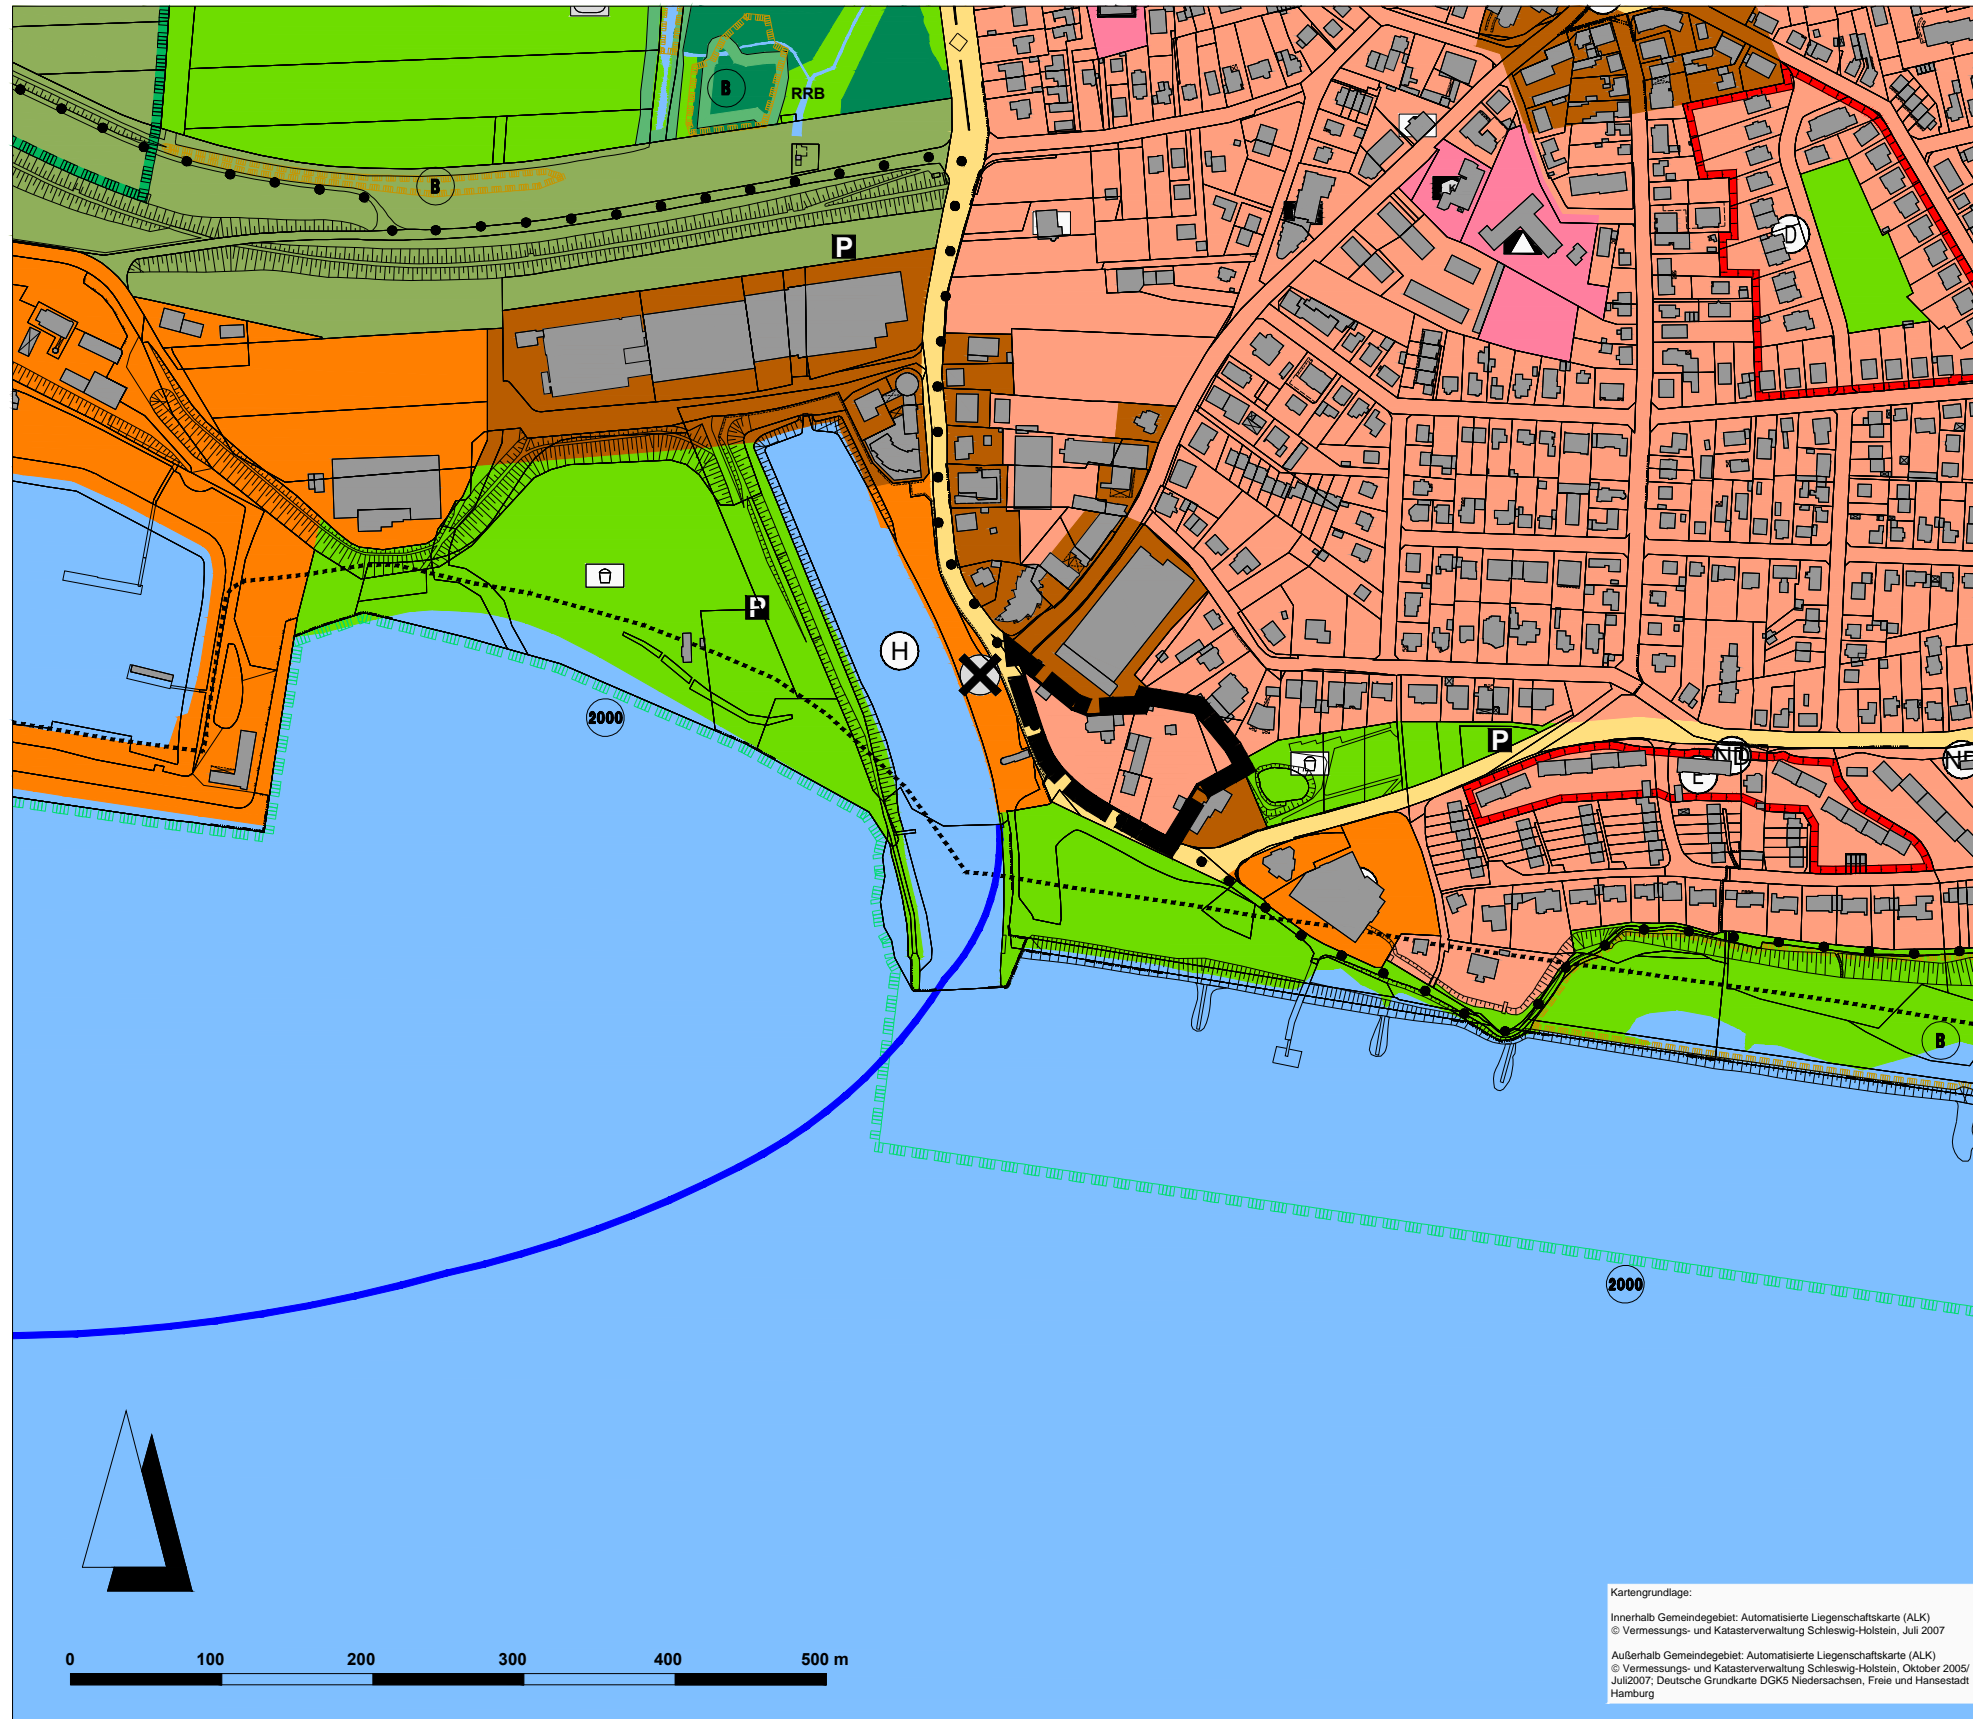 B
RRB
B
P
K
D
P
H
2000
P
ND
E
B
2000
0 100 200 300 400 500 m
Kartengrundlage:
Innerhalb Gemeindegebiet: Automatisierte Liegenschaftskarte (ALK)
© Vermessungs- und Katasterverwaltung Schleswig-Holstein, Juli 2007
Außerhalb Gemeindegebiet: Automatisierte Liegenschaftskarte (ALK)
© Vermessungs- und Katasterverwaltung Schleswig-Holstein, Oktober 2005/
Juli2007; Deutsche Grundkarte DGK5 Niedersachsen, Freie und Hansestadt
Hamburg